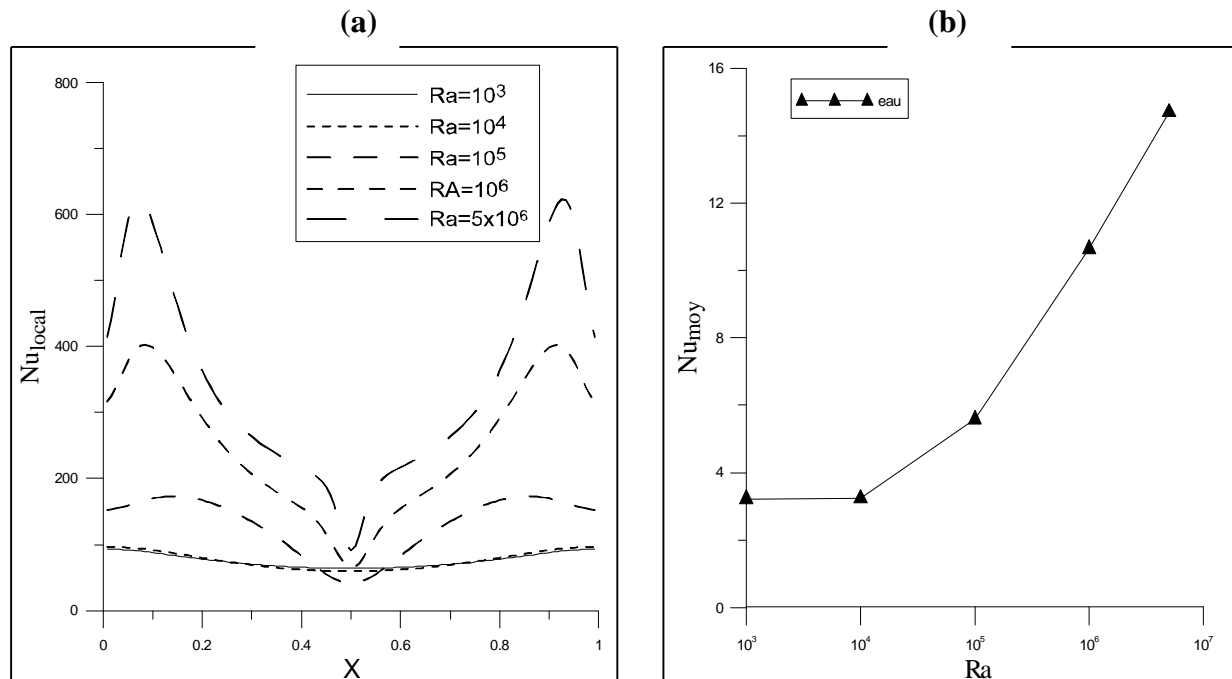 (a)
800
600
400
200
0
Nu_local
Ra=10³
Ra=10⁴
Ra=10⁵
RA=10⁶
Ra=5x10⁶
0
0.2
0.4
0.6
0.8
1
X
(b)
16
12
8
4
0
Nu_moy
eau
10³
10⁴
10⁵
10⁶
10⁷
Ra